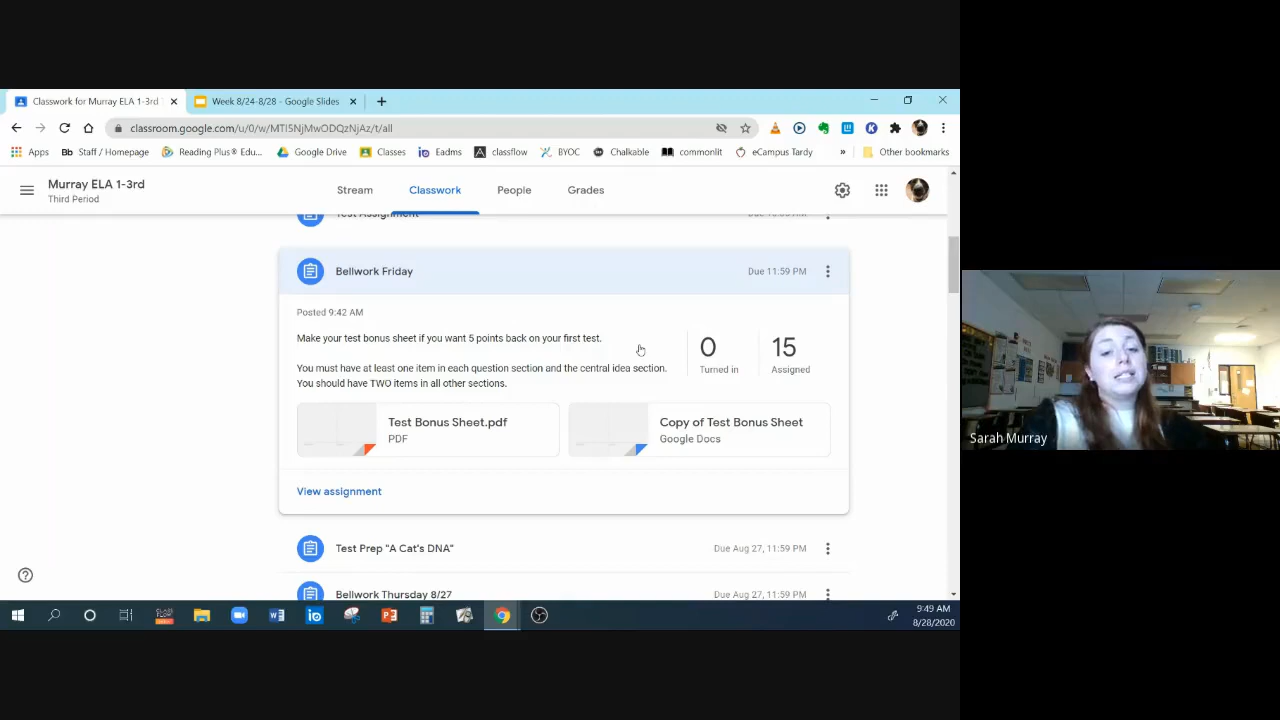 Classwork for Murray ELA 1-3rd
Week 8/24-8/28 - Google Slides
classroom.google.com/u/0/w/MTI5NjMwODQzNjAz/t/all
Apps
Bb Staff / Homepage
Reading Plus® Edu...
Google Drive
Classes
Eadms
classflow
BYOC
Chalkable
commonlit
eCampus Tardy
»
Other bookmarks
Murray ELA 1-3rd
Third Period
Stream
Classwork
People
Grades
Test Assignment
Bellwork Friday
Due 11:59 PM
Posted 9:42 AM
Make your test bonus sheet if you want 5 points back on your first test.
You must have at least one item in each question section and the central idea section.
You should have TWO items in all other sections.
0
Turned in
15
Assigned
Test Bonus Sheet.pdf
PDF
Copy of Test Bonus Sheet
Google Docs
View assignment
Test Prep "A Cat's DNA"
Due Aug 27, 11:59 PM
Bellwork Thursday 8/27
Due Aug 27, 11:59 PM
Sarah Murray
9:49 AM
8/28/2020